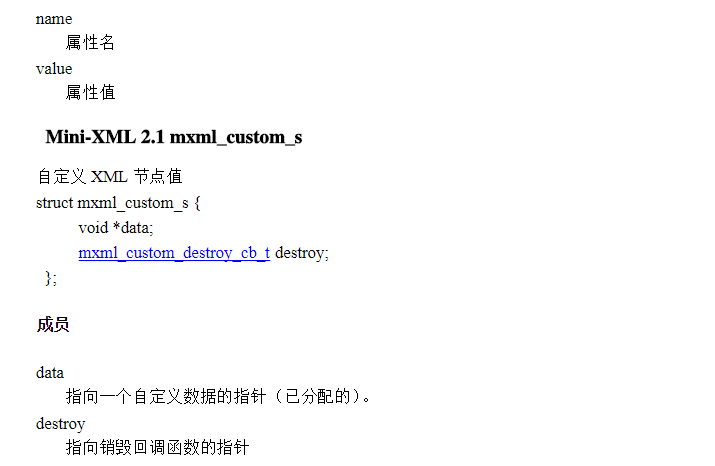 name
属性名
value
属性值
Mini-XML 2.1 mxml_custom_s
自定义 XML 节点值
struct mxml_custom_s {
void *data;
mxml_custom_destroy_cb_t destroy;
};
成员
data
指向一个自定义数据的指针（已分配的）。
destroy
指向销毁回调函数的指针